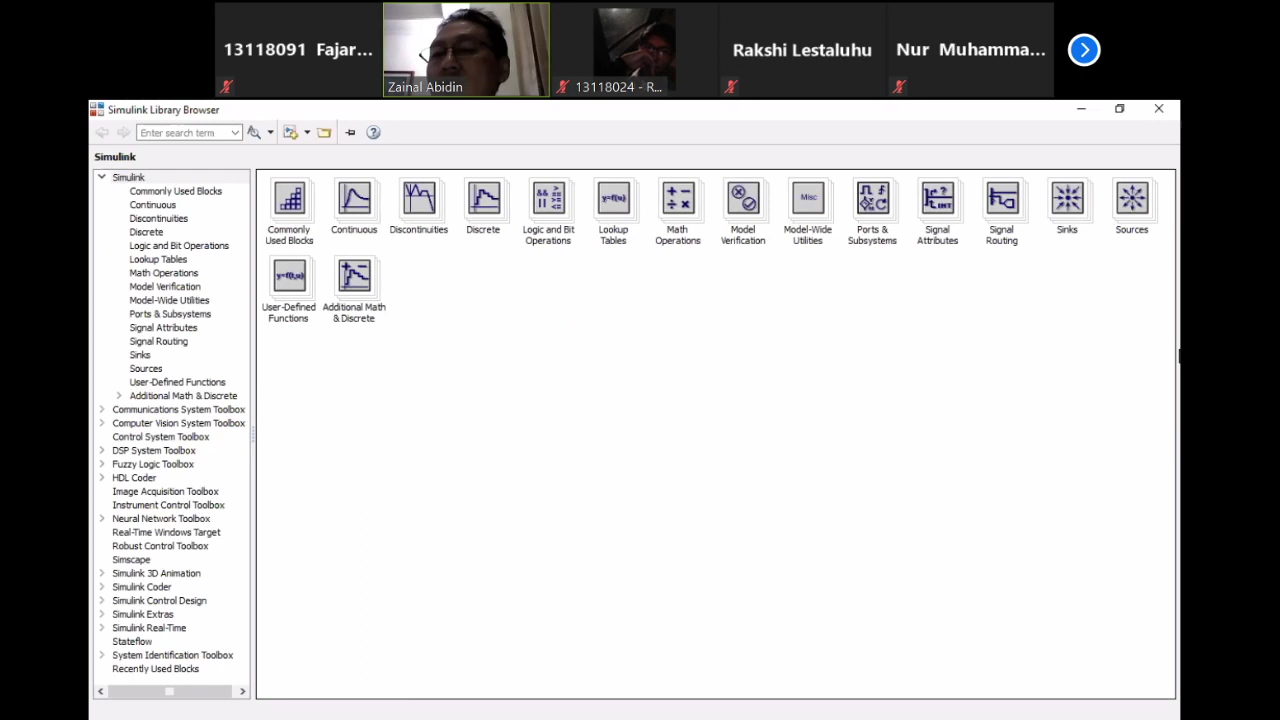 13118091 Fajar...
Zainal Abidin
13118024 - R...
Rakshi Lestaluhu
Nur Muhamma...
Simulink Library Browser
Enter search term
Simulink
Simulink
Commonly Used Blocks
Continuous
Discontinuities
Discrete
Logic and Bit Operations
Lookup Tables
Math Operations
Model Verification
Model-Wide Utilities
Ports & Subsystems
Signal Attributes
Signal Routing
Sinks
Sources
User-Defined Functions
Additional Math & Discrete
Communications System Toolbox
Computer Vision System Toolbox
Control System Toolbox
DSP System Toolbox
Fuzzy Logic Toolbox
HDL Coder
Image Acquisition Toolbox
Instrument Control Toolbox
Neural Network Toolbox
Real-Time Windows Target
Robust Control Toolbox
Simscape
Simulink 3D Animation
Simulink Coder
Simulink Control Design
Simulink Extras
Simulink Real-Time
Stateflow
System Identification Toolbox
Recently Used Blocks
Commonly
Used Blocks
Continuous
Discontinuities
Discrete
Logic and Bit
Operations
y=f(u)
Lookup
Tables
Math
Operations
Model
Verification
Misc
Model-Wide
Utilities
Ports &
Subsystems
Signal
Attributes
Signal
Routing
Sinks
Sources
y=f(t,u)
User-Defined
Functions
Additional Math
& Discrete